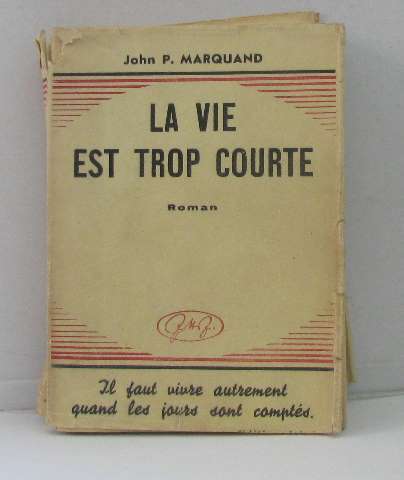 John P. MARQUAND
LA VIE
EST TROP COURTE
Roman
Il faut vivre autrement
quand les jours sont comptés.